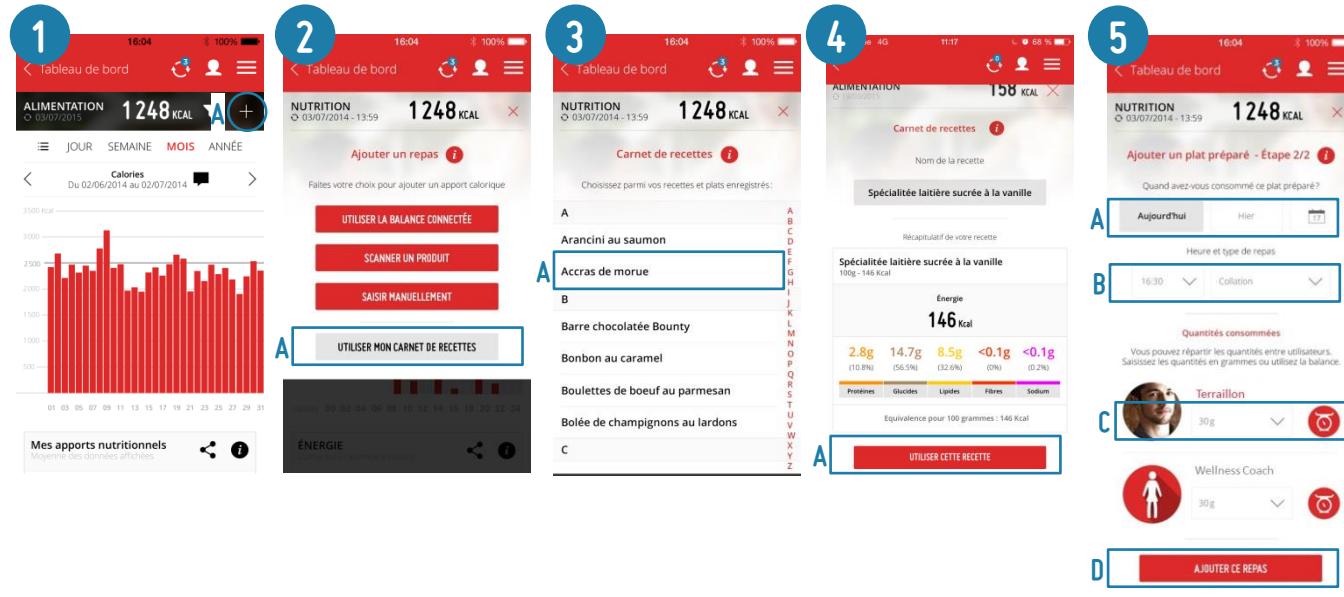 1
16:04
100%
Tableau de bord
3
ALIMENTATION
03/07/2015
1248 KCAL
A
+
JOUR SEMAINE MOIS ANNÉE
Calories
Du 02/06/2014 au 02/07/2014
3500 Kcal
3000
2500
2000
1500
1000
500
01 03 05 07 09 11 13 15 17 19 21 23 25 27 29 31
Mes apports nutritionnels
Moyenne des données affichées
2
16:04
100%
Tableau de bord
3
NUTRITION
03/07/2014 - 13:59
1248 KCAL
Ajouter un repas
Faites votre choix pour ajouter un apport calorique
UTILISER LA BALANCE CONNECTÉE
SCANNER UN PRODUIT
SAISIR MANUELLEMENT
A
UTILISER MON CARNET DE RECETTES
ÉNERGIE
3
16:04
100%
Tableau de bord
3
NUTRITION
03/07/2014 - 13:59
1248 KCAL
Carnet de recettes
Choisissez parmi vos recettes et plats enregistrés:
A
Arancini au saumon
A
Accras de morue
B
Barre chocolatée Bounty
Bonbon au caramel
Boulettes de boeuf au parmesan
Bolée de champignons au lardons
C
A
B
C
D
E
F
G
H
I
J
K
L
M
N
O
P
Q
R
S
T
U
V
W
X
Y
Z
4
4G
11:17
68 %
0
ALIMENTATION
158 KCAL
Carnet de recettes
Nom de la recette
Spécialitée laitière sucrée à la vanille
Récapitulatif de votre recette
Spécialitée laitière sucrée à la vanille
100g - 146 Kcal
Énergie
146 Kcal
2.8g 14.7g 8.5g <0.1g <0.1g
(10.8%) (56.5%) (32.6%) (0%) (0.2%)
Protéines Glucides Lipides Fibres Sodium
Equivalence pour 100 grammes : 146 Kcal
A
UTILISER CETTE RECETTE
5
16:04
100%
Tableau de bord
3
NUTRITION
03/07/2014 - 13:59
1248 KCAL
Ajouter un plat préparé - Étape 2/2
Quand avez-vous consommé ce plat préparé?
A
Aujourd'hui Hier 17
Heure et type de repas
B
16:30 Collation
Quantités consommées
Vous pouvez répartir les quantités entre utilisateurs.
Saisissez les quantités en grammes ou utilisez la balance.
Terraillon
C
30g
Wellness Coach
30g
D
AJOUTER CE REPAS